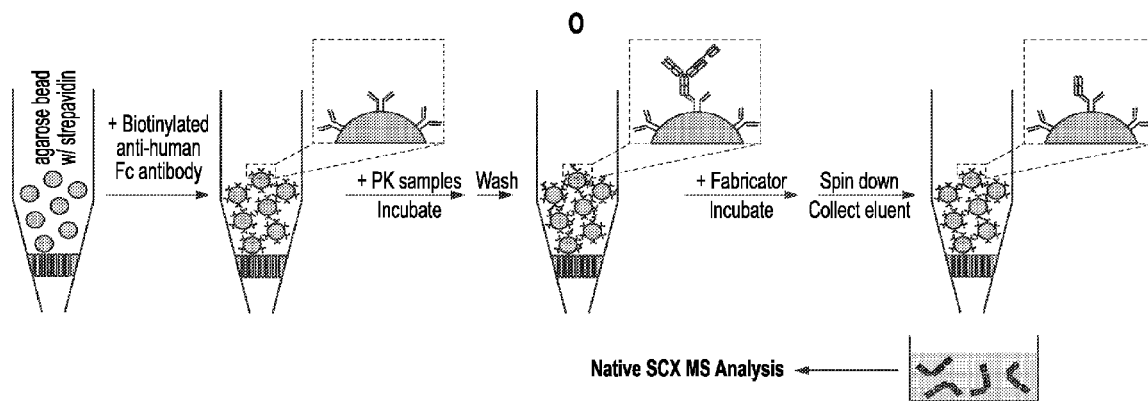 O
agarose bead
w/ strepavidin
+ Biotinylated
anti-human
Fc antibody
+ PK samples
Incubate
Wash
+ Fabricator
Incubate
Spin down
Collect eluent
Native SCX MS Analysis